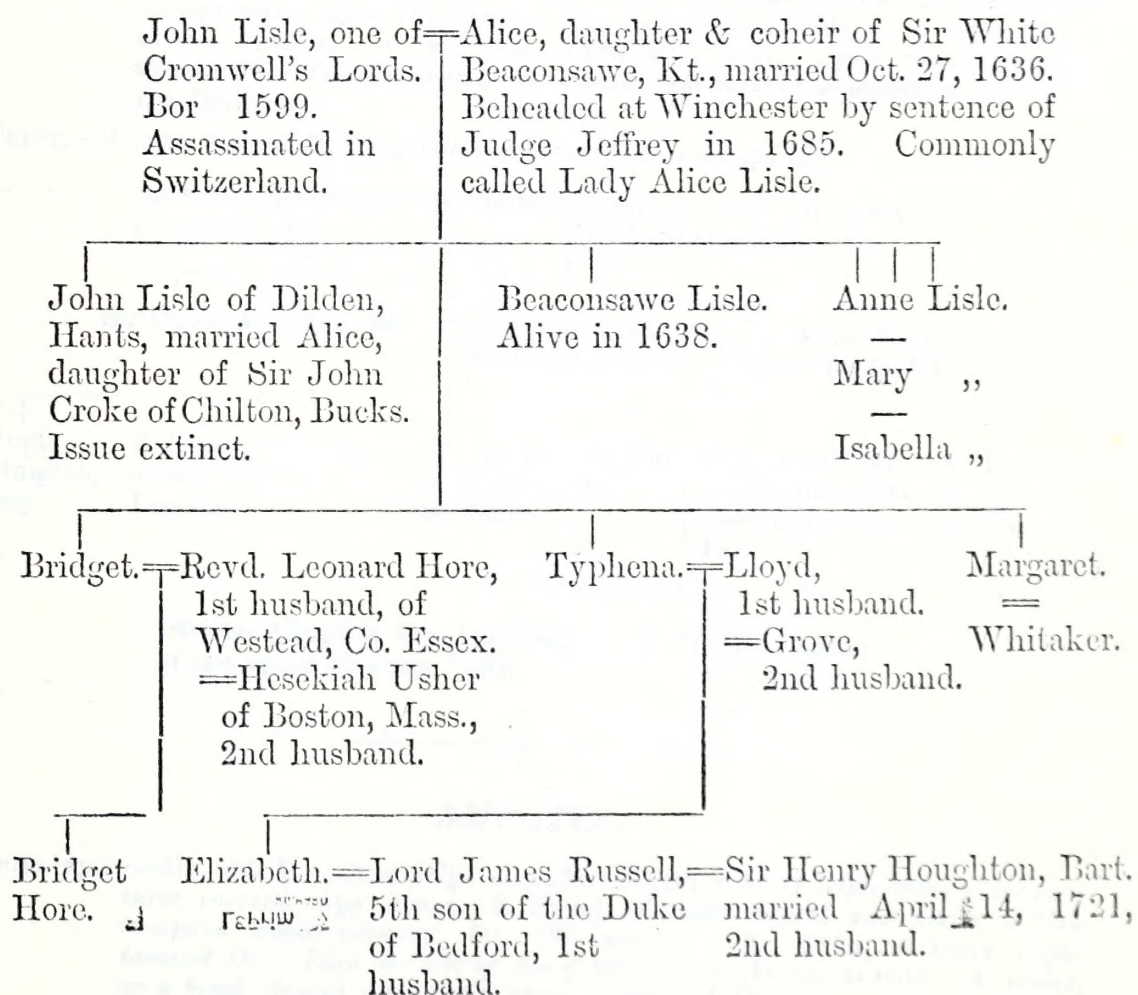 John Lisle, one of
Cromwell's Lords.
Bor 1599.
Assassinated in
Switzerland.
Alice, daughter & coheir of Sir White
Beaconsawe, Kt., married Oct. 27, 1636.
Beheaded at Winchester by sentence of
Judge Jeffrey in 1685. Commonly
called Lady Alice Lisle.
John Lisle of Dilden,
Hants, married Alice,
daughter of Sir John
Croke of Chilton, Bucks.
Issue extinct.
Beaconsawe Lisle.
Alive in 1638.
Anne Lisle.
—
Mary ,,
—
Isabella ,,
Bridget.=
Revd. Leonard Hore,
1st husband, of
Westead, Co. Essex.
=Hesekiah Usher
of Boston, Mass.,
2nd husband.
Typhena.=
Lloyd,
1st husband.
=Grove,
2nd husband.
Margaret.
=
Whitaker.
Bridget
Hore.
Elizabeth.=
Lord James Russell,=
5th son of the Duke
of Bedford, 1st
husband.
Sir Henry Houghton, Bart.
married April 14, 1721,
2nd husband.